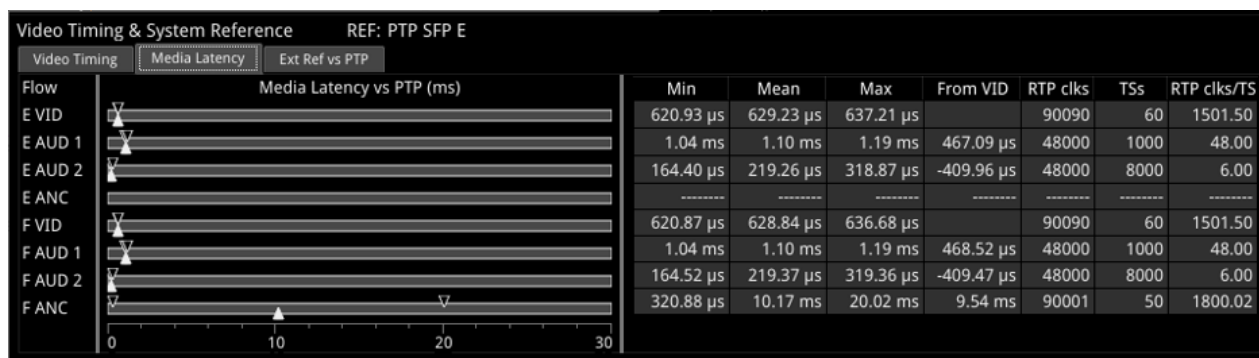 Video Timing & System Reference REF: PTP SFP E
Video Timing Media Latency Ext Ref vs PTP
Flow Media Latency vs PTP (ms) Min Mean Max From VID RTP clks TSs RTP clks/TS
E VID 620.93 µs 629.23 µs 637.21 µs 90090 60 1501.50
E AUD 1 1.04 ms 1.10 ms 1.19 ms 467.09 µs 48000 1000 48.00
E AUD 2 164.40 µs 219.26 µs 318.87 µs -409.96 µs 48000 8000 6.00
E ANC -------- -------- -------- -------- -------- -------- --------
F VID 620.87 µs 628.84 µs 636.68 µs 90090 60 1501.50
F AUD 1 1.04 ms 1.10 ms 1.19 ms 468.52 µs 48000 1000 48.00
F AUD 2 164.52 µs 219.37 µs 319.36 µs -409.47 µs 48000 8000 6.00
F ANC 320.88 µs 10.17 ms 20.02 ms 9.54 ms 90001 50 1800.02
0 10 20 30